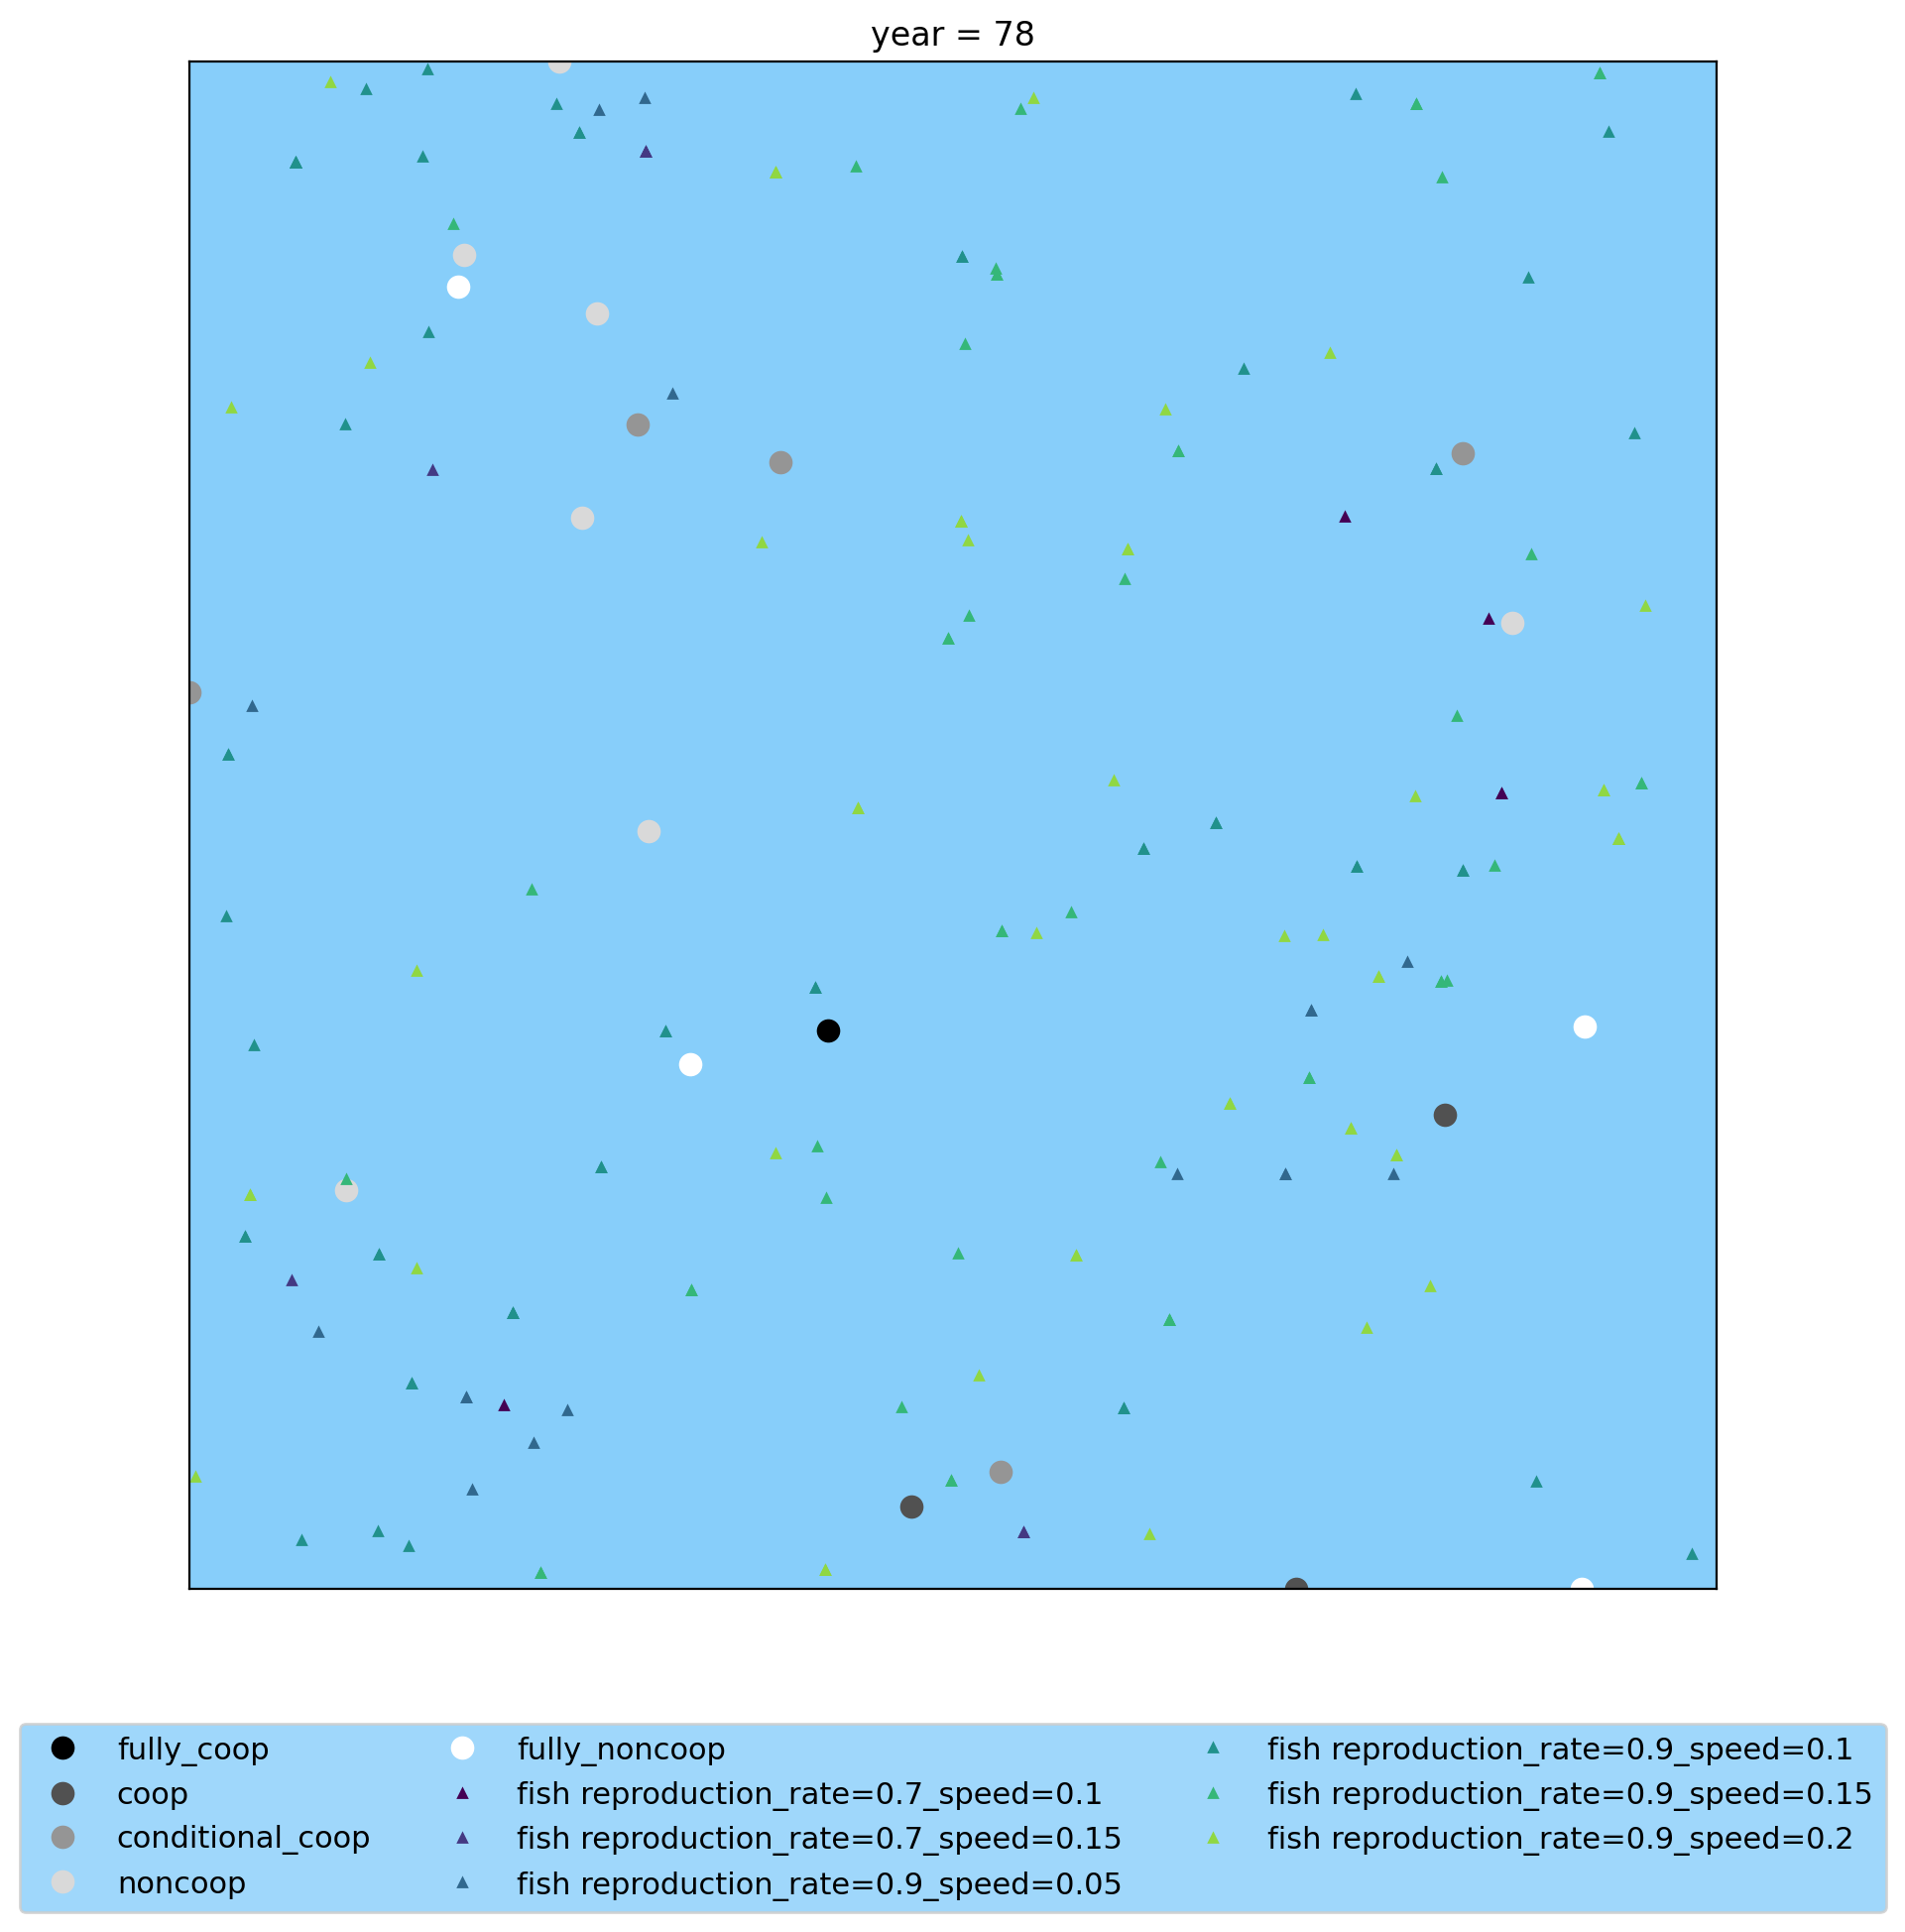 year = 78
fully_coop
coop
conditional_coop
noncoop
fully_noncoop
fish reproduction_rate=0.7_speed=0.1
fish reproduction_rate=0.7_speed=0.15
fish reproduction_rate=0.9_speed=0.05
fish reproduction_rate=0.9_speed=0.1
fish reproduction_rate=0.9_speed=0.15
fish reproduction_rate=0.9_speed=0.2